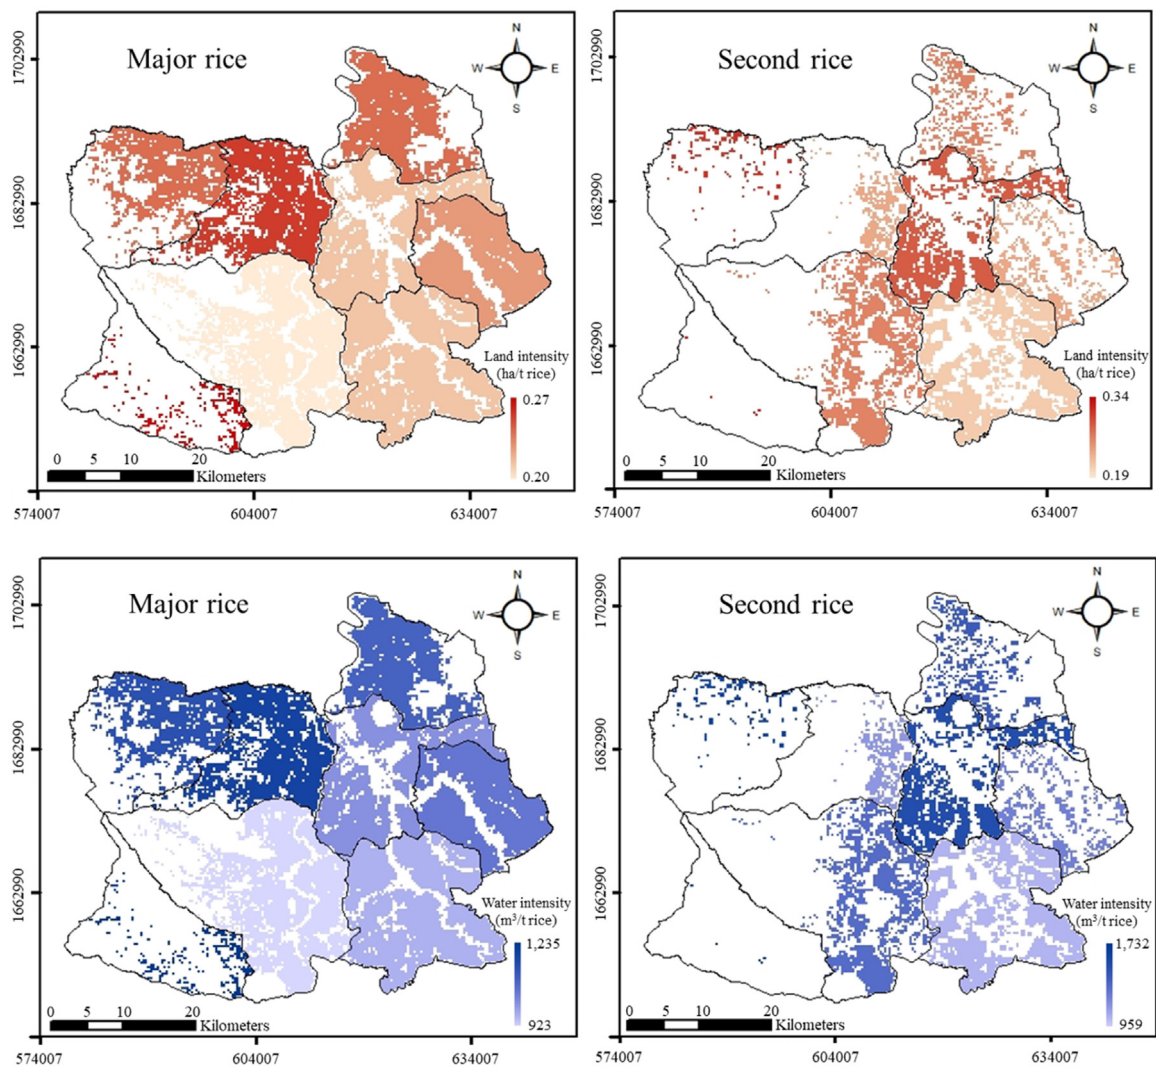 Major rice
N
W
E
S
1702990
1682990
1662990
Land intensity
(ha/t rice)
0.27
0.20
0 5 10 20
Kilometers
574007 604007 634007
Second rice
N
W
E
S
1702990
1682990
1662990
Land intensity
(ha/t rice)
0.34
0.19
0 5 10 20
Kilometers
574007 604007 634007
Major rice
N
W
E
S
1702990
1682990
1662990
Water intensity
(m³/t rice)
1,235
923
0 5 10 20
Kilometers
574007 604007 634007
Second rice
N
W
E
S
1702990
1682990
1662990
Water intensity
(m³/t rice)
1,732
959
0 5 10 20
Kilometers
574007 604007 634007